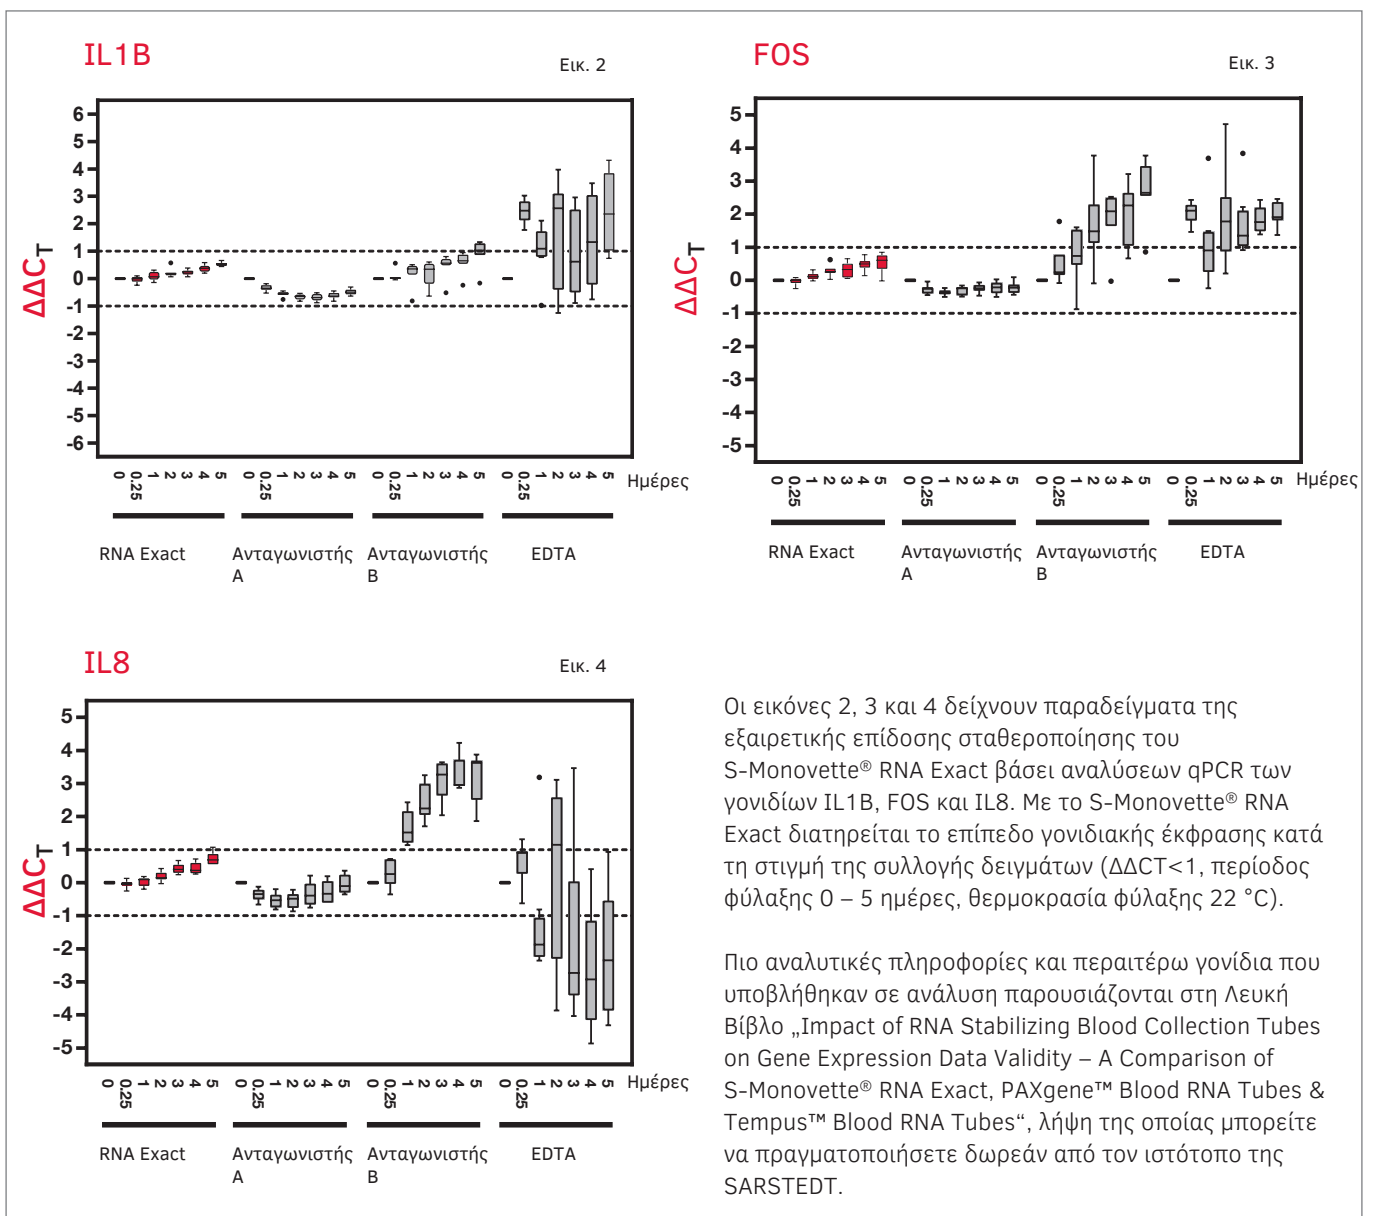 IL1B
Εικ. 2
6
5
4
3
2
1
0
-1
-2
-3
-4
-5
-6
ΔΔCT
0 0.25 1 2 3 4 5 0 0.25 1 2 3 4 5 0 0.25 1 2 3 4 5 0 0.25 1 2 3 4 5 Ημέρες
RNA Exact Ανταγωνιστής Ανταγωνιστής EDTA
A B
FOS
Εικ. 3
5
4
3
2
1
0
-1
-2
-3
-4
-5
ΔΔCT
0 0.25 1 2 3 4 5 0 0.25 1 2 3 4 5 0 0.25 1 2 3 4 5 0 0.25 1 2 3 4 5 Ημέρες
RNA Exact Ανταγωνιστής Ανταγωνιστής EDTA
A B
IL8
Εικ. 4
5
4
3
2
1
0
-1
-2
-3
-4
-5
ΔΔCT
0 0.25 1 2 3 4 5 0 0.25 1 2 3 4 5 0 0.25 1 2 3 4 5 0 0.25 1 2 3 4 5 Ημέρες
RNA Exact Ανταγωνιστής Ανταγωνιστής EDTA
A B
Οι εικόνες 2, 3 και 4 δείχνουν παραδείγματα της
εξαιρετικής επίδοσης σταθεροποίησης του
S-Monovette® RNA Exact βάσει αναλύσεων qPCR των
γονιδίων IL1B, FOS και IL8. Με το S-Monovette® RNA
Exact διατηρείται το επίπεδο γονιδιακής έκφρασης κατά
τη στιγμή της συλλογής δειγμάτων (ΔΔCT<1, περίοδος
φύλαξης 0 – 5 ημέρες, θερμοκρασία φύλαξης 22 °C).
Πιο αναλυτικές πληροφορίες και περαιτέρω γονίδια που
υποβλήθηκαν σε ανάλυση παρουσιάζονται στη Λευκή
Βίβλο „Impact of RNA Stabilizing Blood Collection Tubes
on Gene Expression Data Validity – A Comparison of
S-Monovette® RNA Exact, PAXgene™ Blood RNA Tubes &
Tempus™ Blood RNA Tubes“, λήψη της οποίας μπορείτε
να πραγματοποιήσετε δωρεάν από τον ιστότοπο της
SARSTEDT.